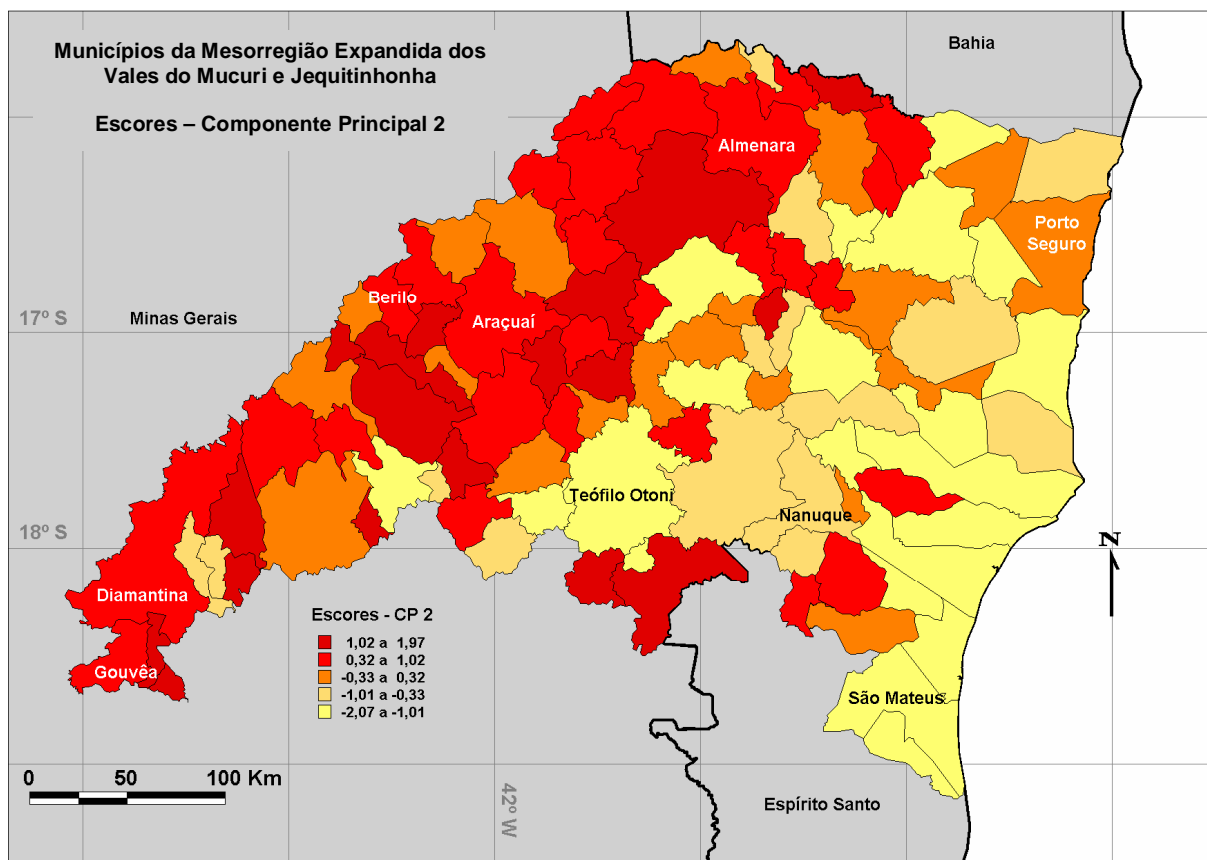 Municípios da Mesorregião Expandida dos
Vales do Mucuri e Jequitinhonha
Escores – Componente Principal 2
Bahia
Almenara
Porto
Seguro
Berilo
Minas Gerais
Araçuaí
17º S
Teófilo Otoni
Nanuque
18º S
N
Diamantina
Gouvêa
Escores - CP 2
1,02 a 1,97
0,32 a 1,02
-0,33 a 0,32
-1,01 a -0,33
-2,07 a -1,01
São Mateus
0 50 100 Km
42º W
Espírito Santo